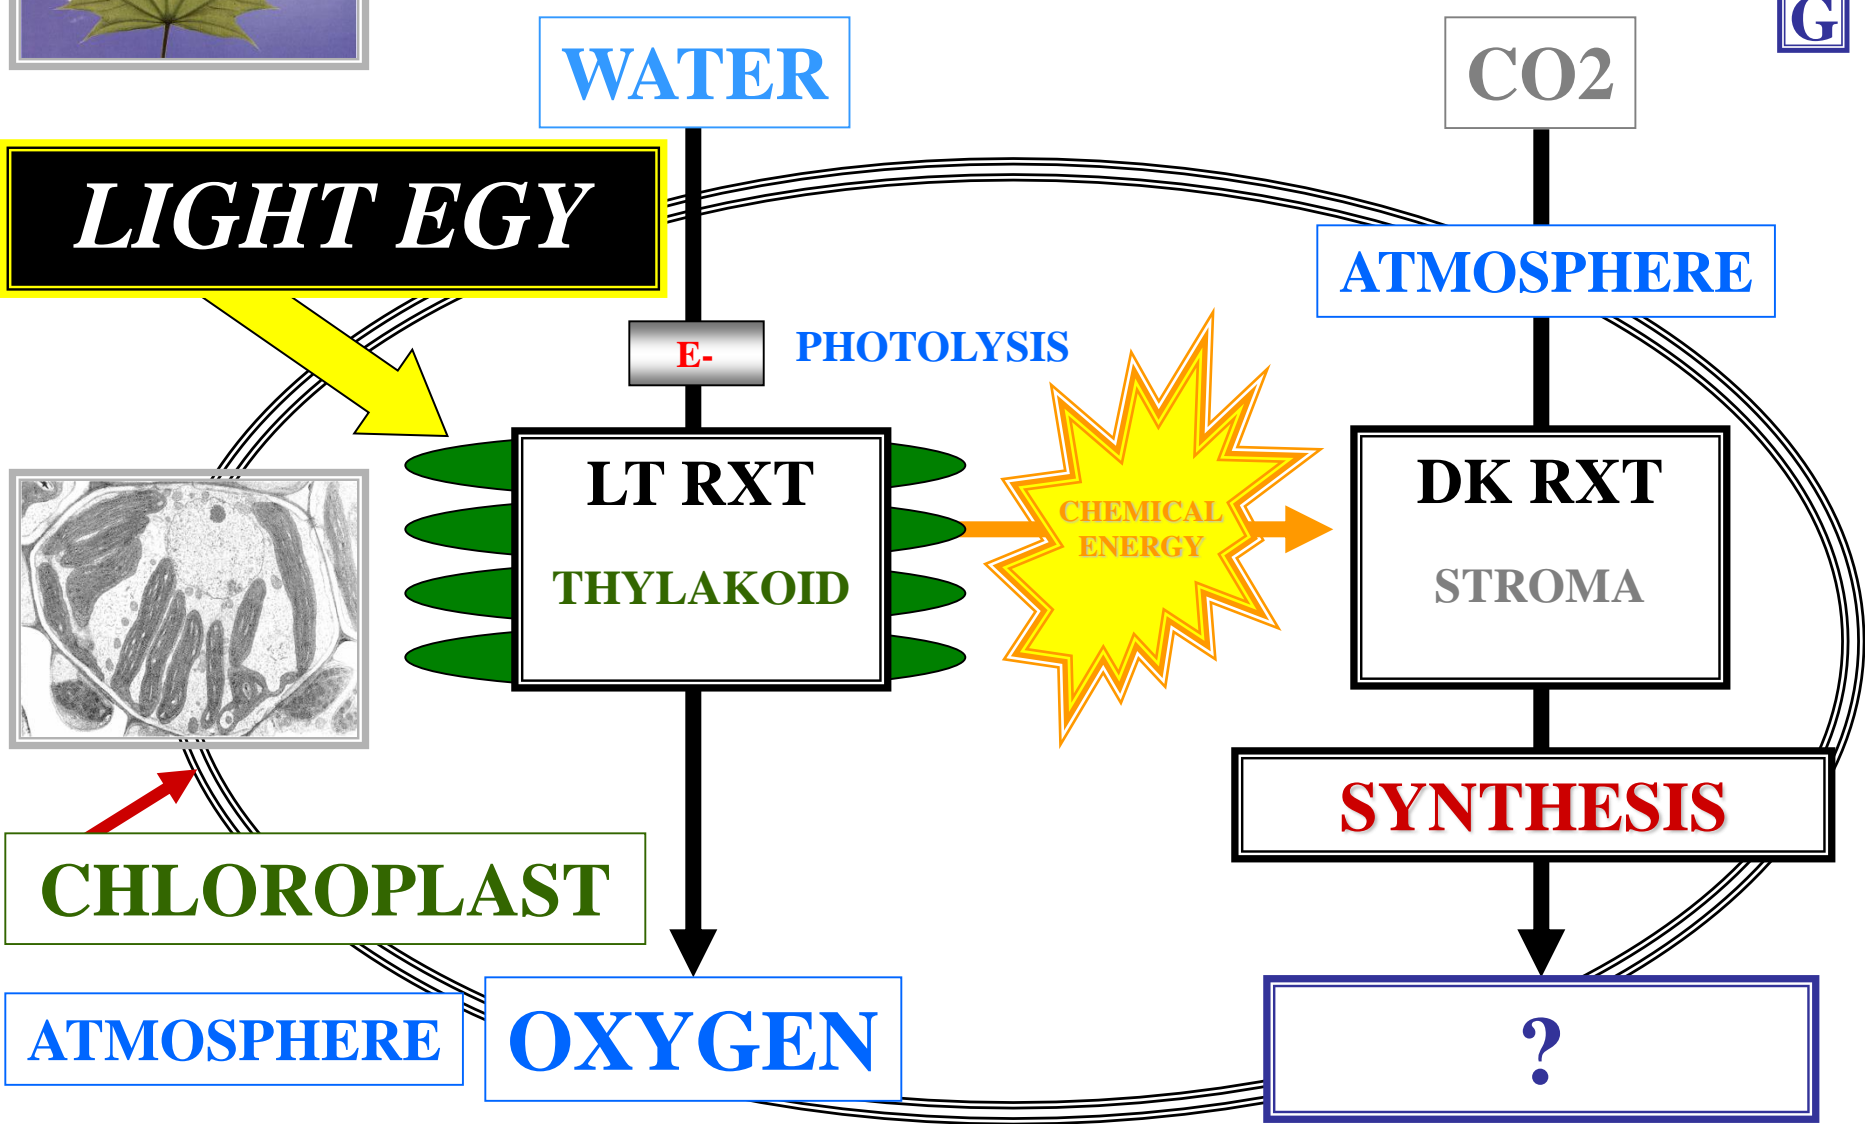 G
WATER
CO2
LIGHT EGY
ATMOSPHERE
E-
PHOTOLYSIS
LT RXT
THYLAKOID
CHEMICAL
ENERGY
DK RXT
STROMA
SYNTHESIS
CHLOROPLAST
ATMOSPHERE
OXYGEN
?